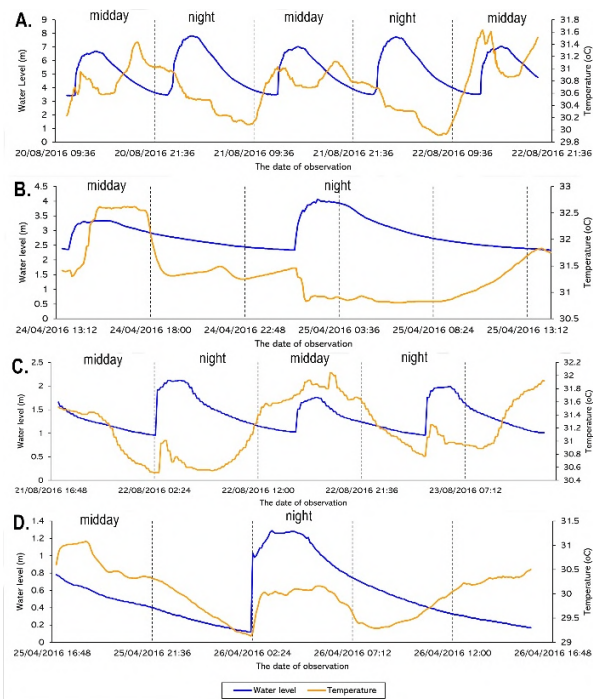 A.
midday
night
midday
night
midday
9
8
7
6
5
4
3
2
1
0
Water Level (m)
31.8
31.6
31.4
31.2
31
30.8
30.6
30.4
30.2
30
29.8
Temperature (oC)
20/08/2016 09:36 20/08/2016 21:36 21/08/2016 09:36 21/08/2016 21:36 22/08/2016 09:36 22/08/2016 21:36
The date of observation
B.
midday
night
4.5
4
3.5
3
2.5
2
1.5
1
0.5
0
Water level (m)
33
32.5
32
31.5
31
30.5
Temperature (oC)
24/04/2016 13:12 24/04/2016 18:00 24/04/2016 22:48 25/04/2016 03:36 25/04/2016 08:24 25/04/2016 13:12
The date of observation
C.
midday
night
midday
night
2.5
2
1.5
1
0.5
0
Water level (m)
32.2
32
31.8
31.6
31.4
31.2
31
30.8
30.6
30.4
Temperature (oC)
21/08/2016 16:48 22/08/2016 02:24 22/08/2016 12:00 22/08/2016 21:36 23/08/2016 07:12
The date of observation
D.
midday
night
1.4
1.2
1
0.8
0.6
0.4
0.2
0
Water level (m)
31.5
31
30.5
30
29.5
29
Temperature (oC)
25/04/2016 16:48 25/04/2016 21:36 26/04/2016 02:24 26/04/2016 07:12 26/04/2016 12:00 26/04/2016 16:48
The date of observation
Water level Temperature